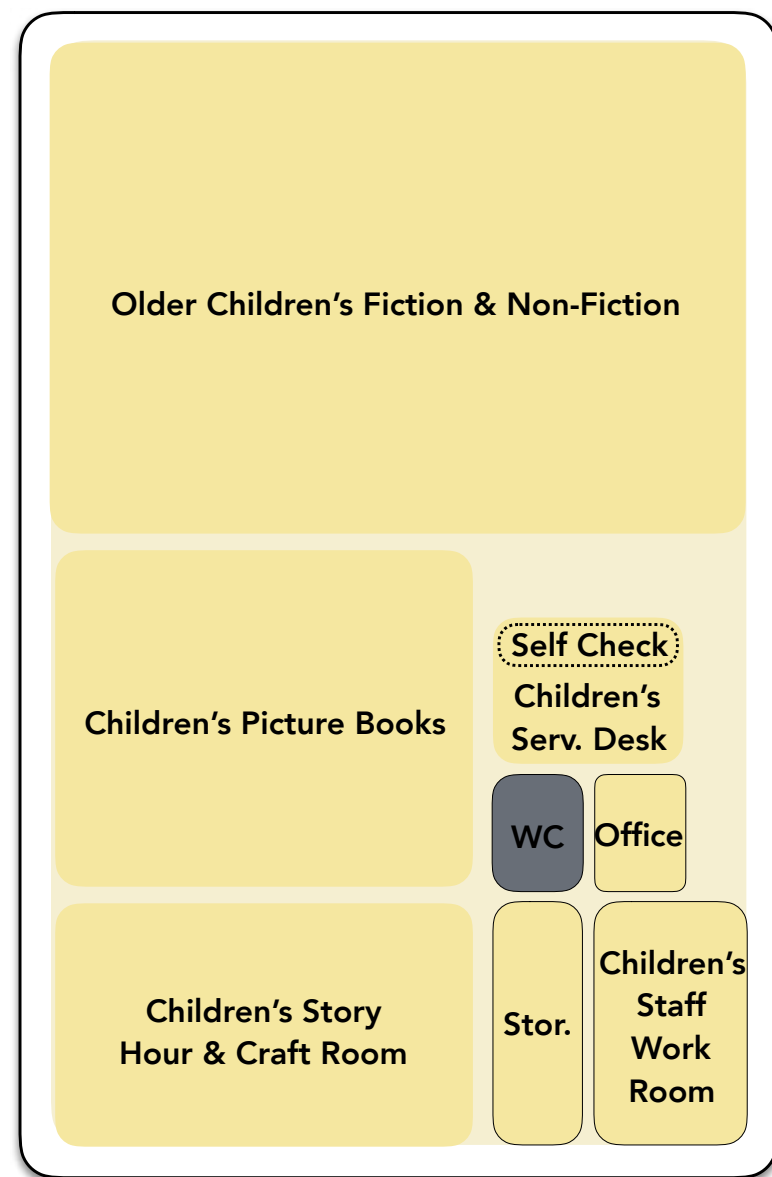 Older Children’s Fiction & Non-Fiction
Self Check
Children’s
Serv. Desk
Children’s Picture Books
WC
Office
Children’s Story
Hour & Craft Room
Stor.
Children’s
Staff
Work
Room